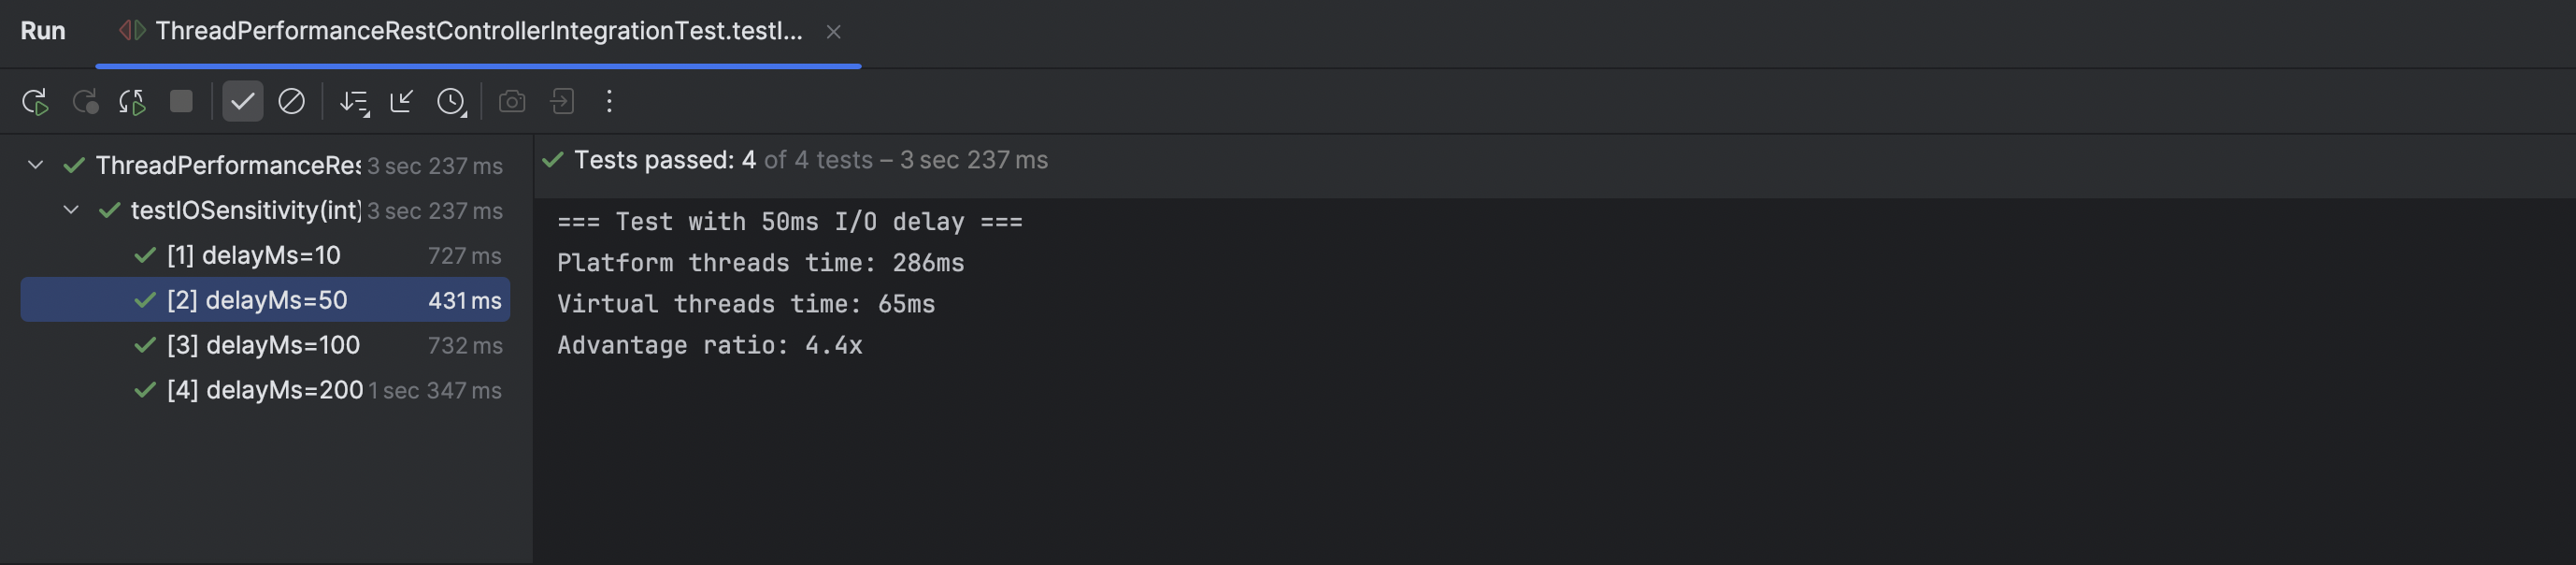 Run ThreadPerformanceRestControllerIntegrationTest.testI...
ThreadPerformanceRes 3 sec 237 ms
testIOSensitivity(int) 3 sec 237 ms
[1] delayMs=10 727 ms
[2] delayMs=50 431 ms
[3] delayMs=100 732 ms
[4] delayMs=200 1 sec 347 ms
Tests passed: 4 of 4 tests – 3 sec 237 ms
=== Test with 50ms I/O delay ===
Platform threads time: 286ms
Virtual threads time: 65ms
Advantage ratio: 4.4x